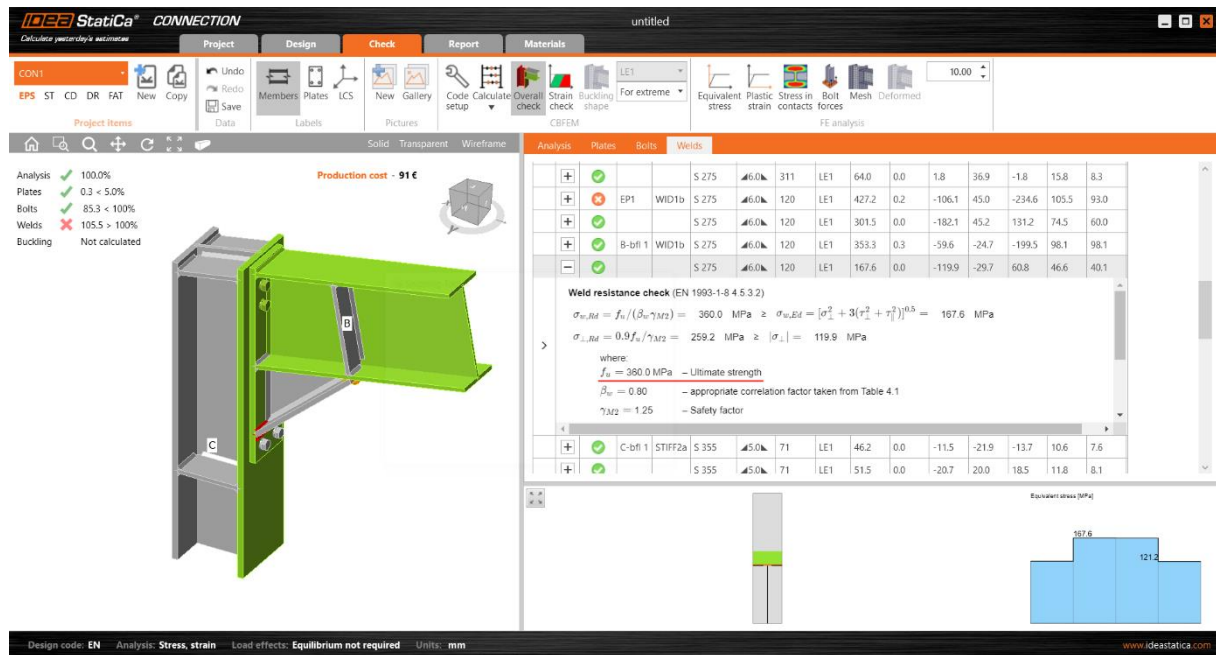 IDEA StatiCa® CONNECTION
untitled
Calculate yesterday's estimates
Project Design Check Report Materials
CON1
EPS ST CD DR FAT
New Copy
Project items
Undo
Redo
Save
Data
Members Plates LCS
Labels
New Gallery
Pictures
Code setup
Calculate
Overall check
Strain check
Buckling shape
LE1
For extreme
CBFEM
Equivalent stress
Plastic strain
Stress in contacts
Bolt forces
Mesh
Deformed
10.00
FE analysis
Solid Transparent Wireframe
Analysis 100.0%
Plates 0.3 < 5.0%
Bolts 85.3 < 100%
Welds 105.5 > 100%
Buckling Not calculated
Production cost - 91 €
B
C
Analysis Plates Bolts Welds
S 275 ◢6.0◣ 311 LE1 64.0 0.0 1.8 36.9 -1.8 15.8 8.3
EP1 WID1b S 275 ◢6.0◣ 120 LE1 427.2 0.2 -106.1 45.0 -234.6 105.5 93.0
S 275 ◢6.0◣ 120 LE1 301.5 0.0 -182.1 45.2 131.2 74.5 60.0
B-bfl 1 WID1b S 275 ◢6.0◣ 120 LE1 353.3 0.3 -59.6 -24.7 -199.5 98.1 98.1
S 275 ◢6.0◣ 120 LE1 167.6 0.0 -119.9 -29.7 60.8 46.6 40.1
Weld resistance check (EN 1993-1-8 4.5.3.2)
σw,Rd = fu/(βwγM2) = 360.0 MPa ≥ σw,Ed = [σ⊥² + 3(τ⊥² + τ∥²)]^0.5 = 167.6 MPa
σ⊥,Rd = 0.9fu/γM2 = 259.2 MPa ≥ |σ⊥| = 119.9 MPa
where:
fu = 360.0 MPa – Ultimate strength
βw = 0.80 – appropriate correlation factor taken from Table 4.1
γM2 = 1.25 – Safety factor
C-bfl 1 STIFF2a S 355 ◢5.0◣ 71 LE1 46.2 0.0 -11.5 -21.9 -13.7 10.6 7.6
S 355 ◢5.0◣ 71 LE1 51.5 0.0 -20.7 20.0 18.5 11.8 8.1
Equivalent stress [MPa]
167.6
121.2
Design code: EN Analysis: Stress, strain Load effects: Equilibrium not required Units: mm
www.ideastatica.com